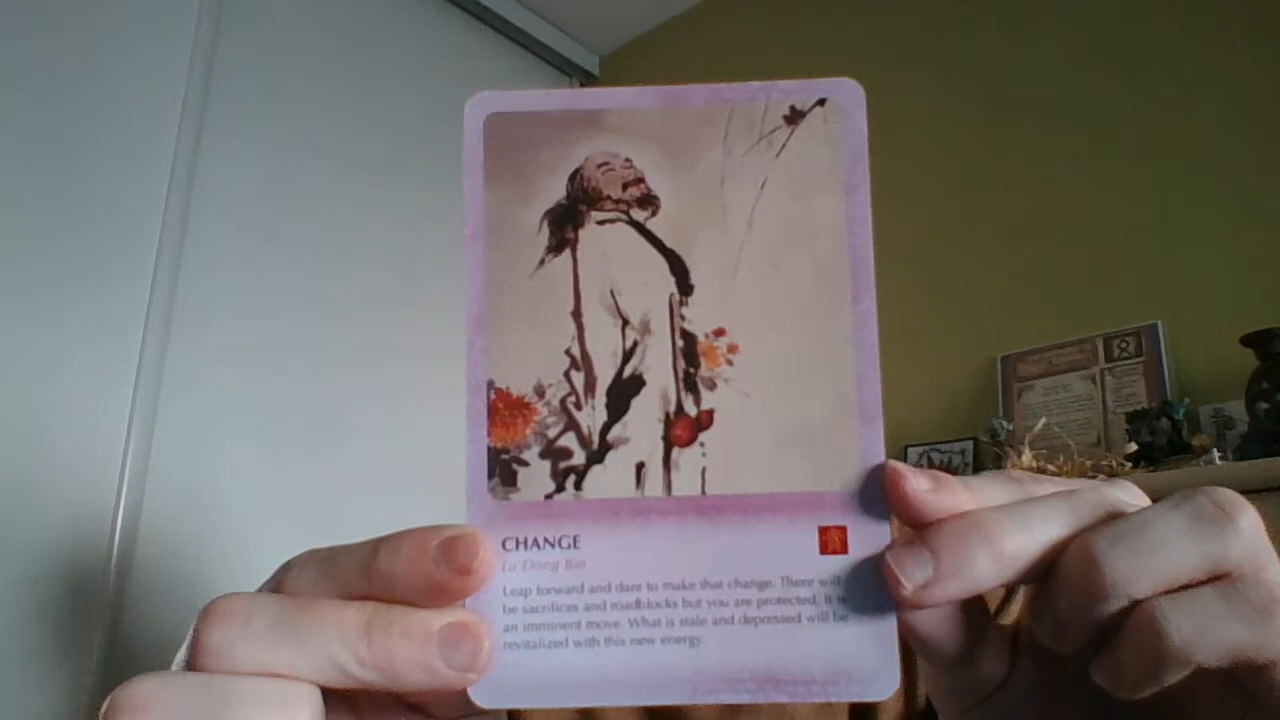 CHANGE
Lu Dong Bin
Leap forward and dare to make that change. There will
be sacrifices and roadblocks but you are protected. It is
an imminent move. What is stale and depressed will be
revitalized with this new energy.